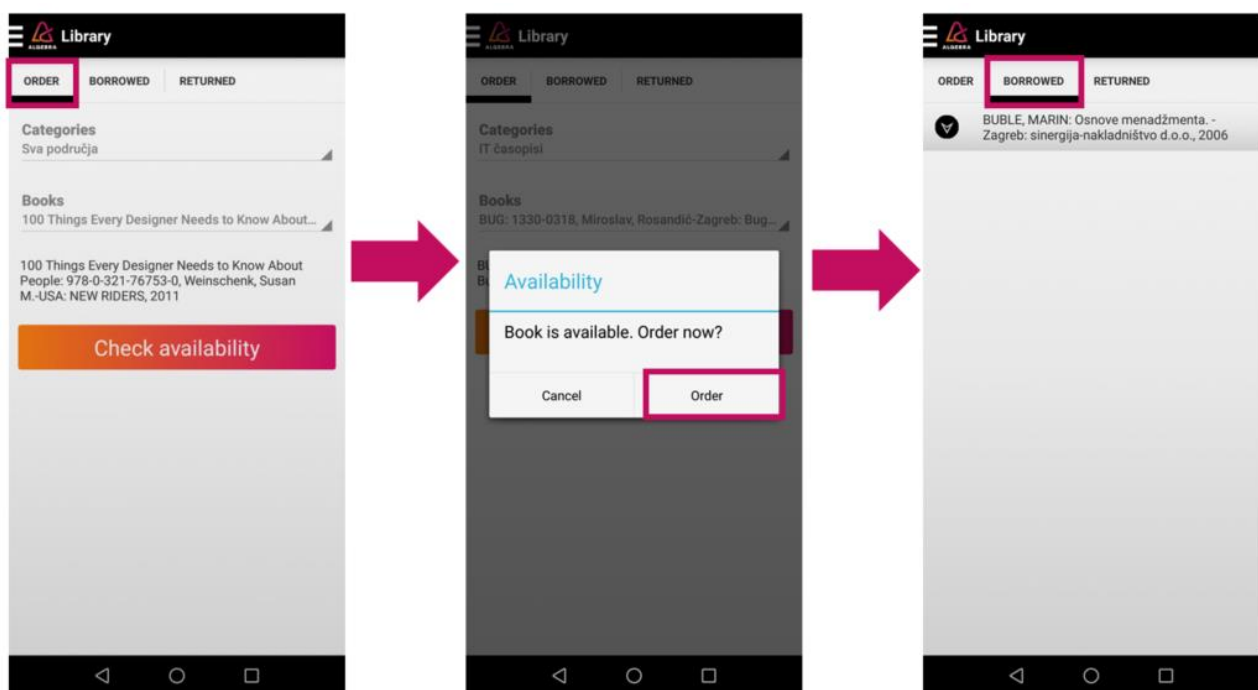 ALGEBRA
Library
ORDER BORROWED RETURNED
Categories
Sva područja
Books
100 Things Every Designer Needs to Know About...
100 Things Every Designer Needs to Know About
People: 978-0-321-76753-0, Weinschenk, Susan
M.-USA: NEW RIDERS, 2011
Check availability
ALGEBRA
Library
ORDER BORROWED RETURNED
Categories
IT časopisi
Books
BUG: 1330-0318, Miroslav, Rosandić-Zagreb: Bug...
Availability
Book is available. Order now?
Cancel Order
ALGEBRA
Library
ORDER BORROWED RETURNED
BUBLE, MARIN: Osnove menadžmenta. -
Zagreb: sinergija-nakladništvo d.o.o., 2006